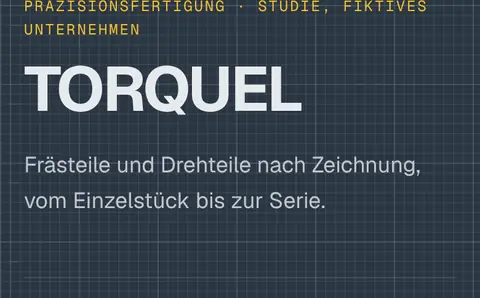 PRÄZISIONSFERTIGUNG · STUDIE, FIKTIVES
UNTERNEHMEN
TORQUEL
Frästeile und Drehteile nach Zeichnung,
vom Einzelstück bis zur Serie.